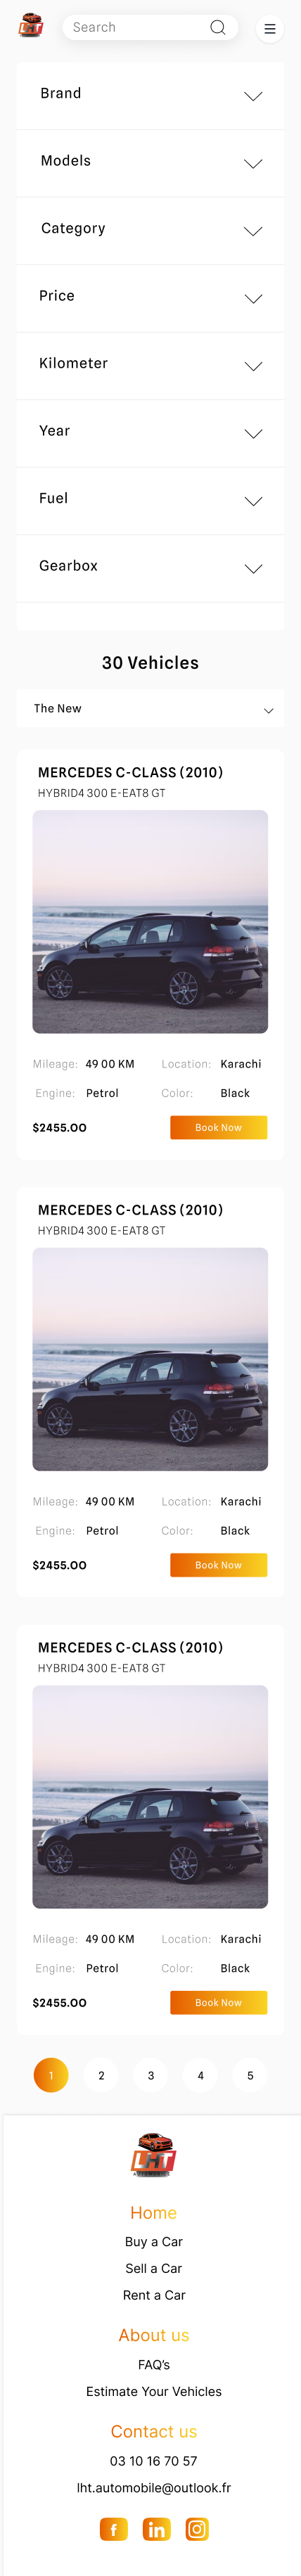 LHT
Search
Brand
Models
Category
Price
Kilometer
Year
Fuel
Gearbox
30 Vehicles
The New
MERCEDES C-CLASS (2010)
HYBRID4 300 E-EAT8 GT
Mileage: 49 00 KM Location: Karachi
Engine: Petrol Color: Black
$2455.00 Book Now
MERCEDES C-CLASS (2010)
HYBRID4 300 E-EAT8 GT
Mileage: 49 00 KM Location: Karachi
Engine: Petrol Color: Black
$2455.00 Book Now
MERCEDES C-CLASS (2010)
HYBRID4 300 E-EAT8 GT
Mileage: 49 00 KM Location: Karachi
Engine: Petrol Color: Black
$2455.00 Book Now
1 2 3 4 5
LHT
Home
Buy a Car
Sell a Car
Rent a Car
About us
FAQ's
Estimate Your Vehicles
Contact us
03 10 16 70 57
lht.automobile@outlook.fr
f in